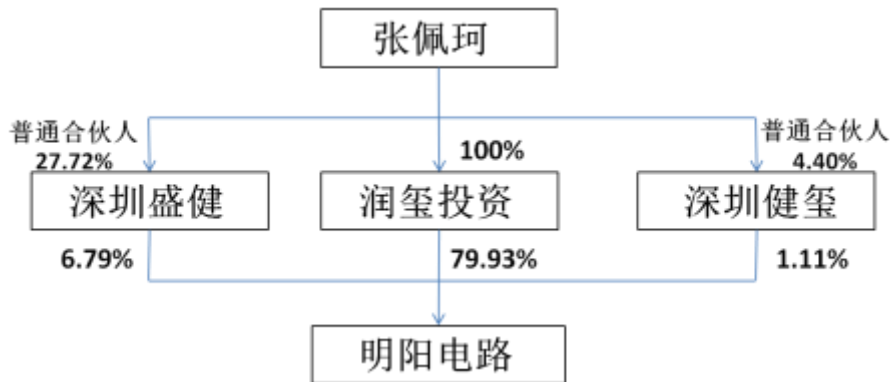 张佩珂
普通合伙人
27.72%
100%
普通合伙人
4.40%
深圳盛健
润玺投资
深圳健玺
6.79%
79.93%
1.11%
明阳电路